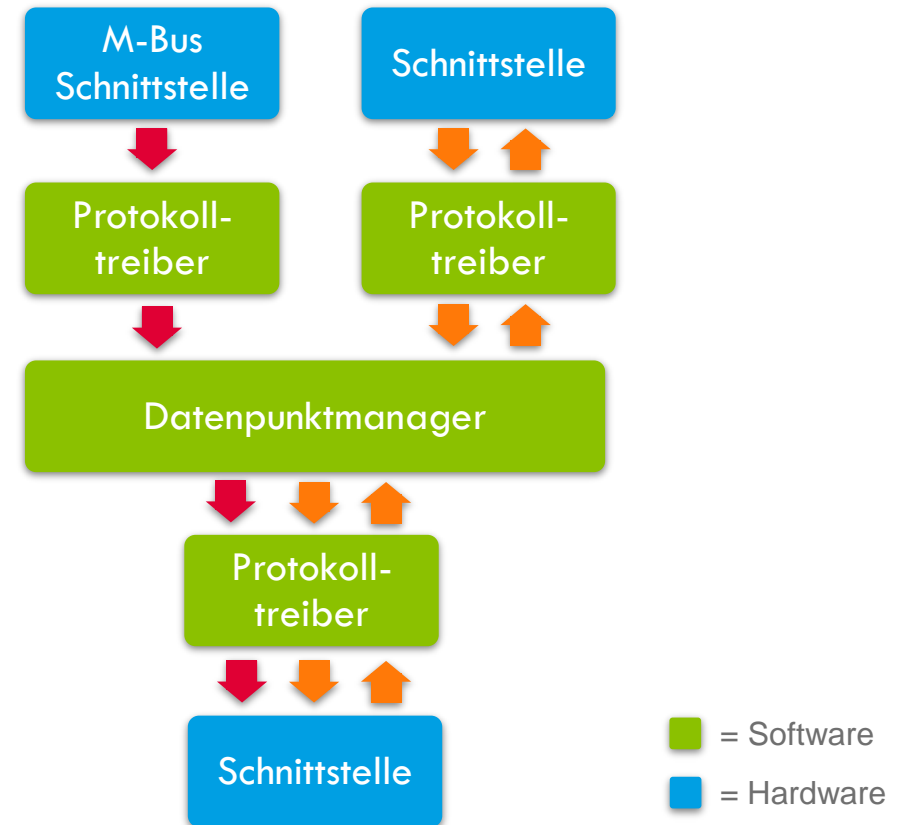 M-Bus
Schnittstelle
Schnittstelle
Protokoll-
treiber
Protokoll-
treiber
Datenpunktmanager
Protokoll-
treiber
Schnittstelle
= Software
= Hardware